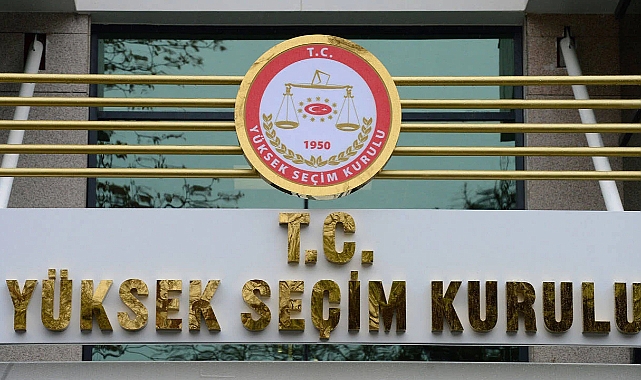 T.C.
1950
YÜKSEK SEÇİM KURULU
T.C.
YÜKSEK SEÇİM KURULU